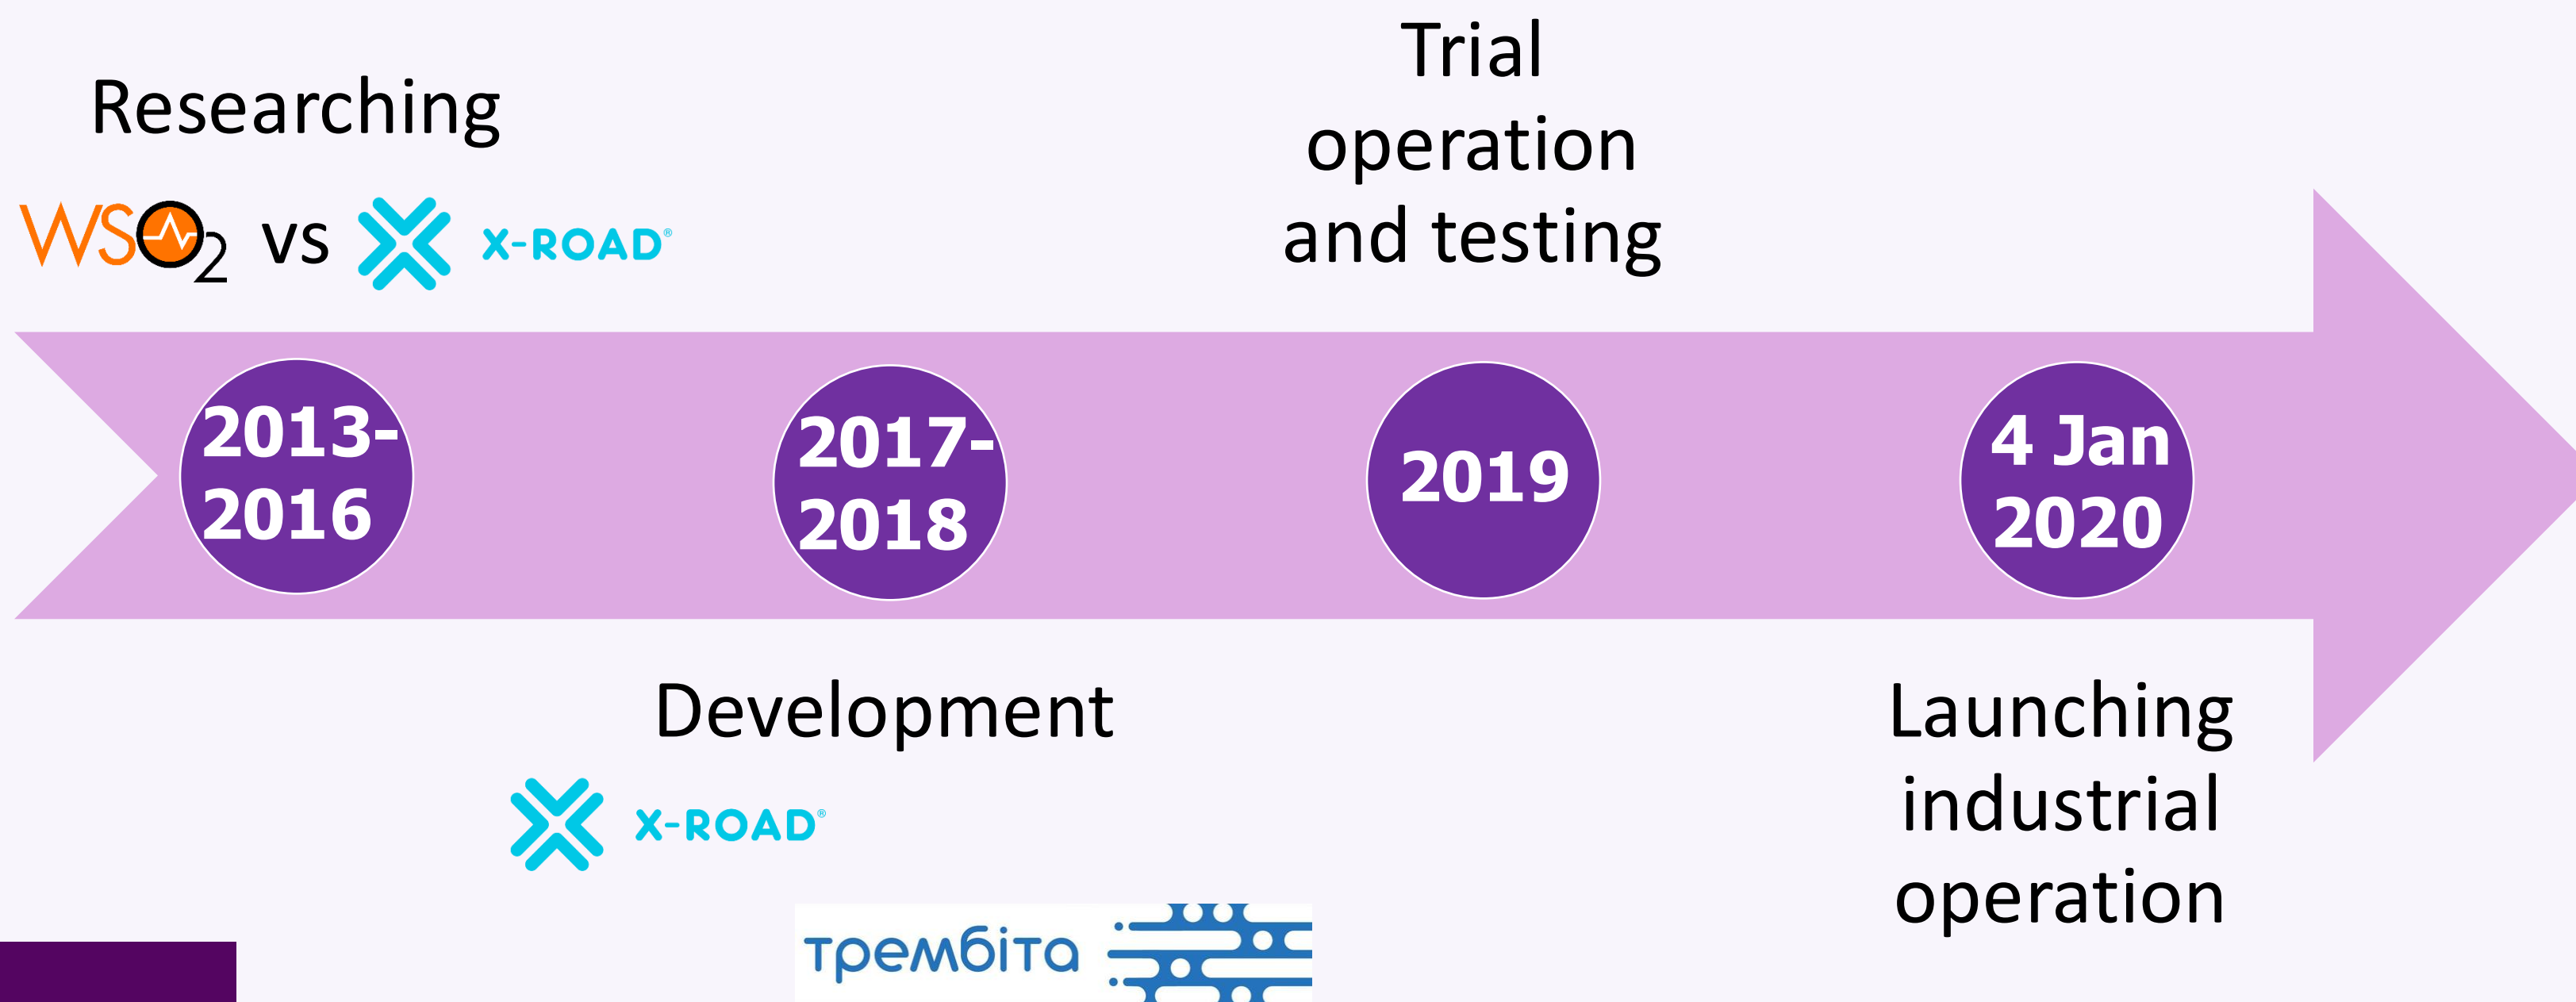 Researching
WSO2 vs X-ROAD®
Trial
operation
and testing
2013-
2016
2017-
2018
2019
4 Jan
2020
Development
X-ROAD®
трембіта
Launching
industrial
operation